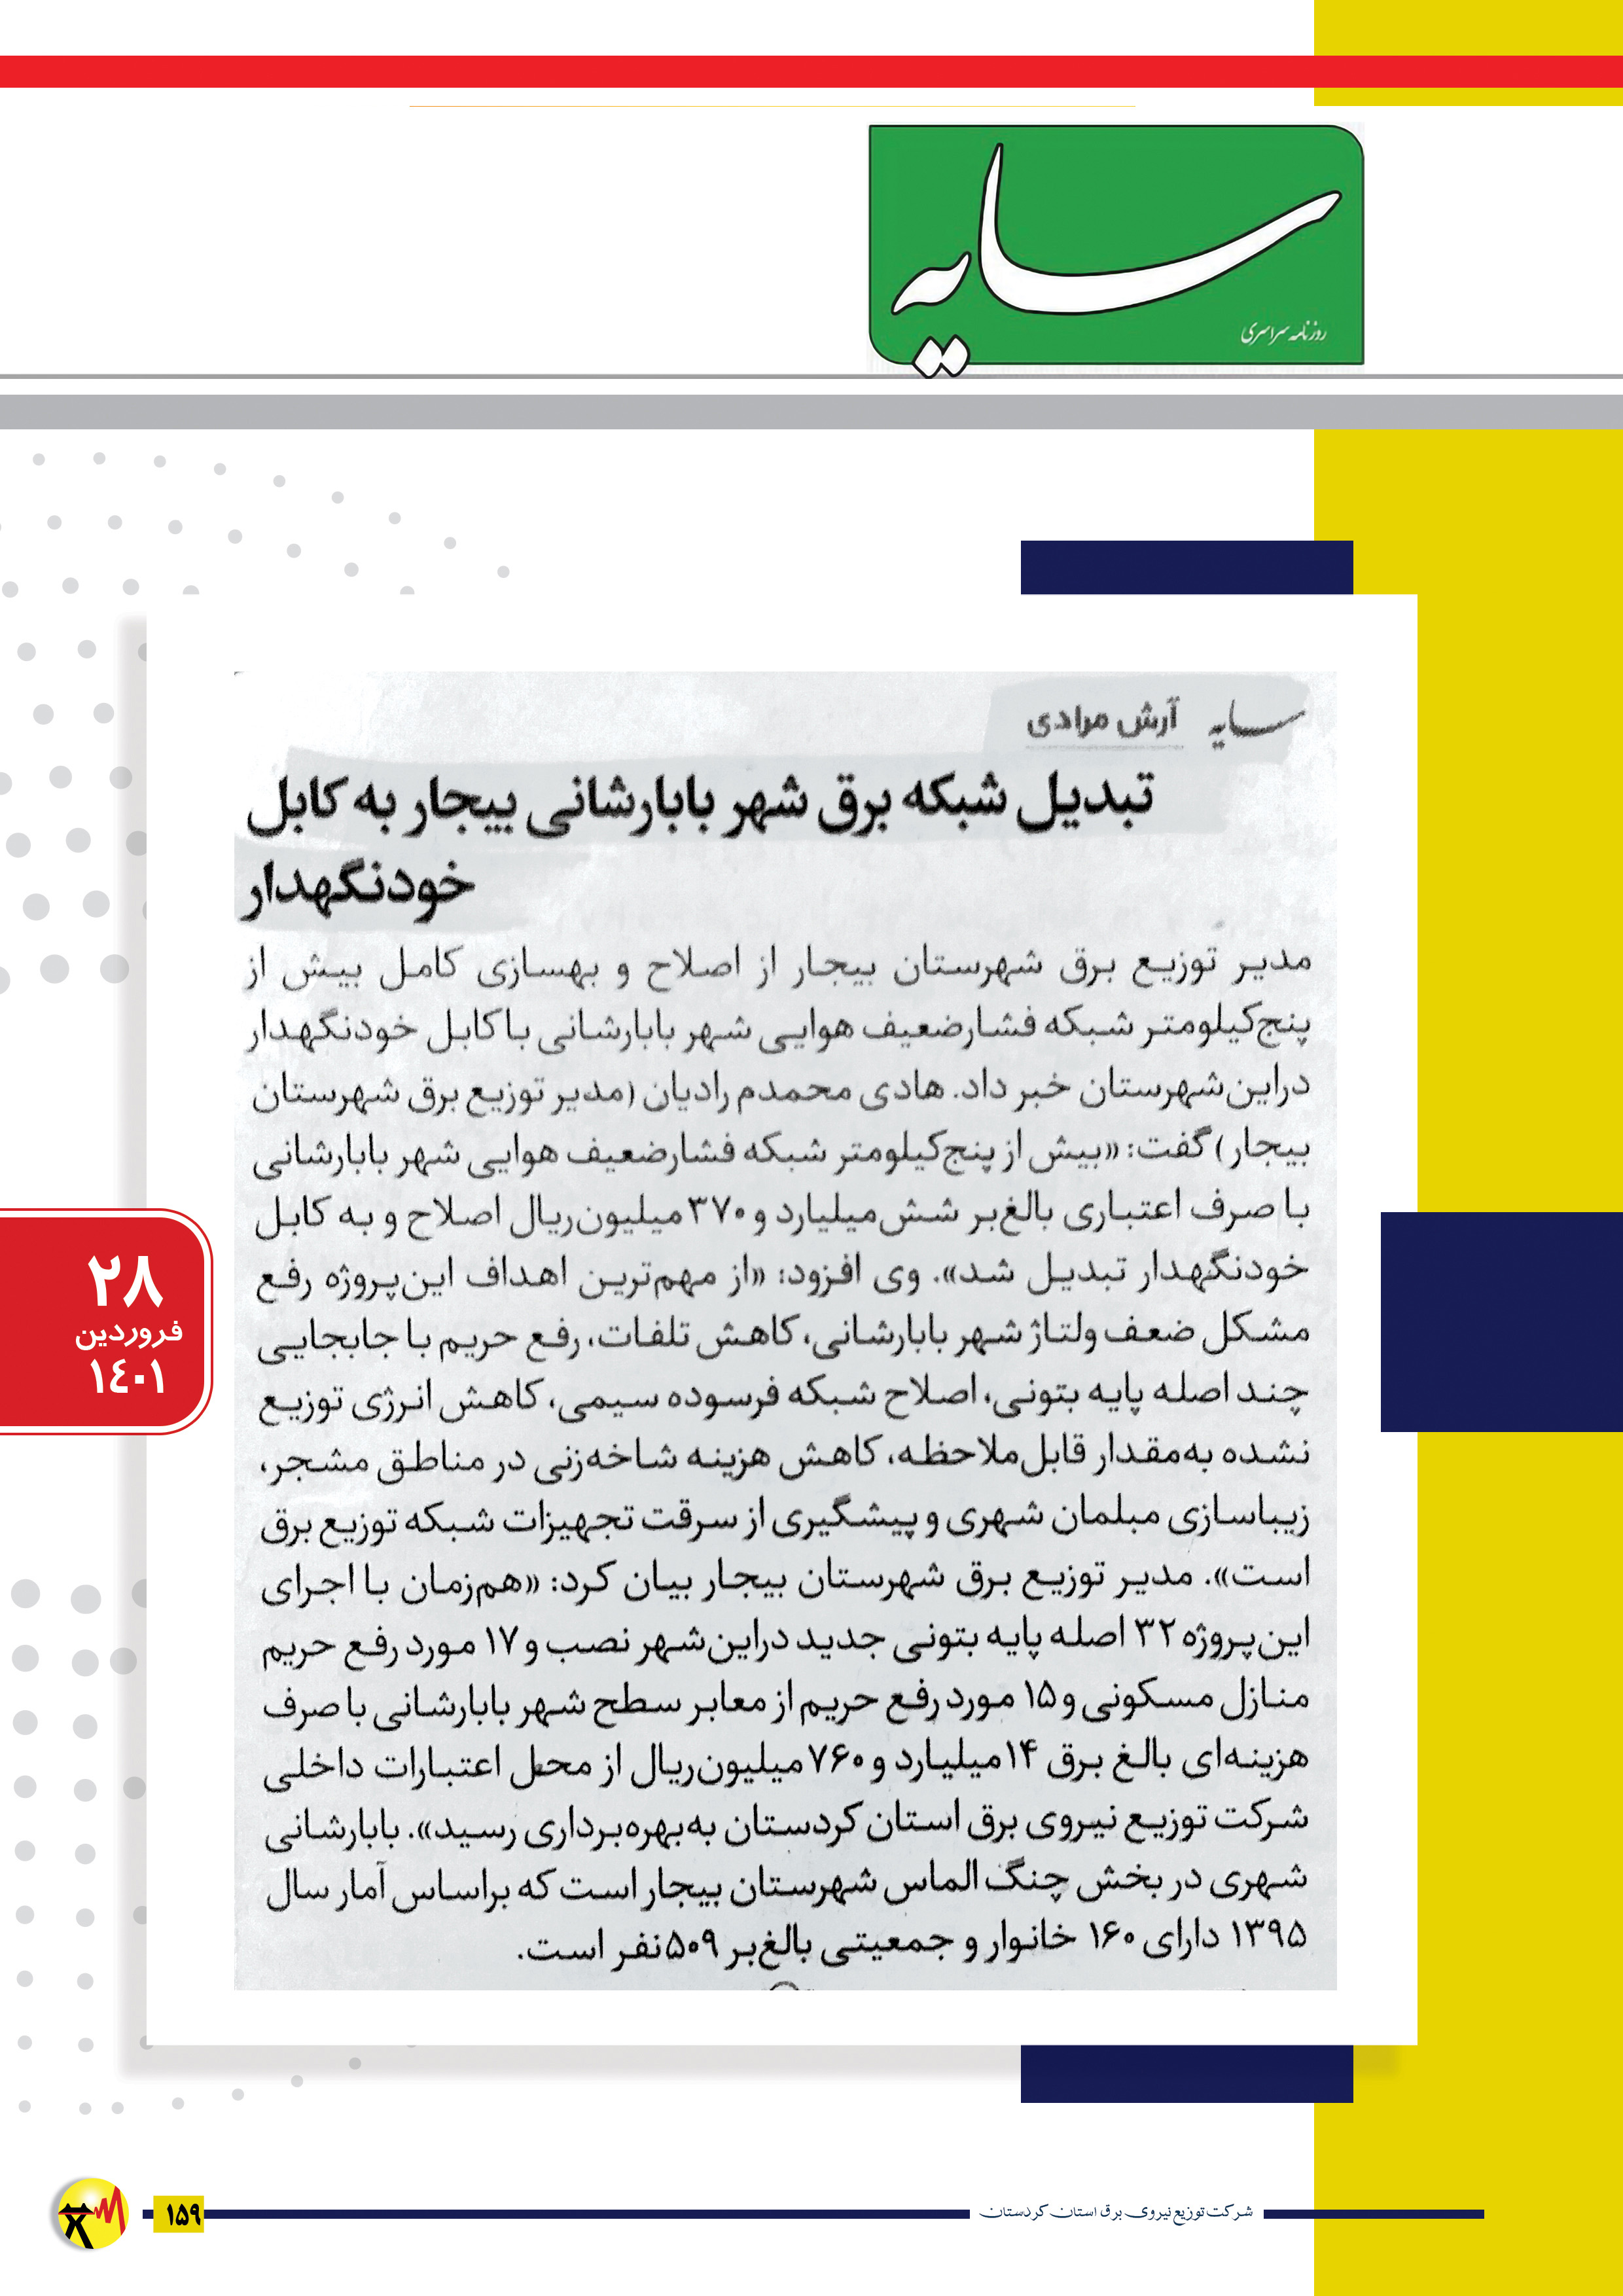 سایه
روزنامه سراسری
سایه آرش مرادی
تبدیل شبکه برق شهر بابارشانی بیجار به کابل
خودنگهدار
مدیر توزیع برق شهرستان بیجار از اصلاح و بهسازی کامل بیش از
پنج‌کیلومتر شبکه فشارضعیف هوایی شهر بابارشانی با کابل خودنگهدار
دراین‌شهرستان خبر داد. هادی محمدم رادیان (مدیر توزیع برق شهرستان
بیجار) گفت: «بیش از پنج‌کیلومتر شبکه فشارضعیف هوایی شهر بابارشانی
با صرف اعتباری بالغ‌بر شش‌میلیارد و ۳۷۰ میلیون‌ریال اصلاح و به کابل
خودنگهدار تبدیل شد». وی افزود: «از مهم‌ترین اهداف این‌پروژه رفع
مشکل ضعف ولتاژ شهر بابارشانی، کاهش تلفات، رفع حریم با جابجایی
چند اصله پایه بتونی، اصلاح شبکه فرسوده سیمی، کاهش انرژی توزیع
نشده به‌مقدار قابل‌ملاحظه، کاهش هزینه شاخه‌زنی در مناطق مشجر،
زیباسازی مبلمان شهری و پیشگیری از سرقت تجهیزات شبکه توزیع برق
است». مدیر توزیع برق شهرستان بیجار بیان کرد: «هم‌زمان با اجرای
این‌پروژه ۳۲ اصله پایه بتونی جدید دراین‌شهر نصب و ۱۷ مورد رفع حریم
منازل مسکونی و ۱۵ مورد رفع حریم از معابر سطح شهر بابارشانی با صرف
هزینه‌ای بالغ برق ۱۴ میلیارد و ۷۶۰ میلیون‌ریال از محل اعتبارات داخلی
شرکت توزیع نیروی برق استان کردستان به‌بهره‌برداری رسید». بابارشانی
شهری در بخش چنگ الماس شهرستان بیجار است که براساس آمار سال
۱۳۹۵ دارای ۱۶۰ خانوار و جمعیتی بالغ‌بر ۵۰۹ نفر است.
۲۸
فروردین
۱٤۰۱
شرکت توزیع نیروی برق استان کردستان
۱۵۹